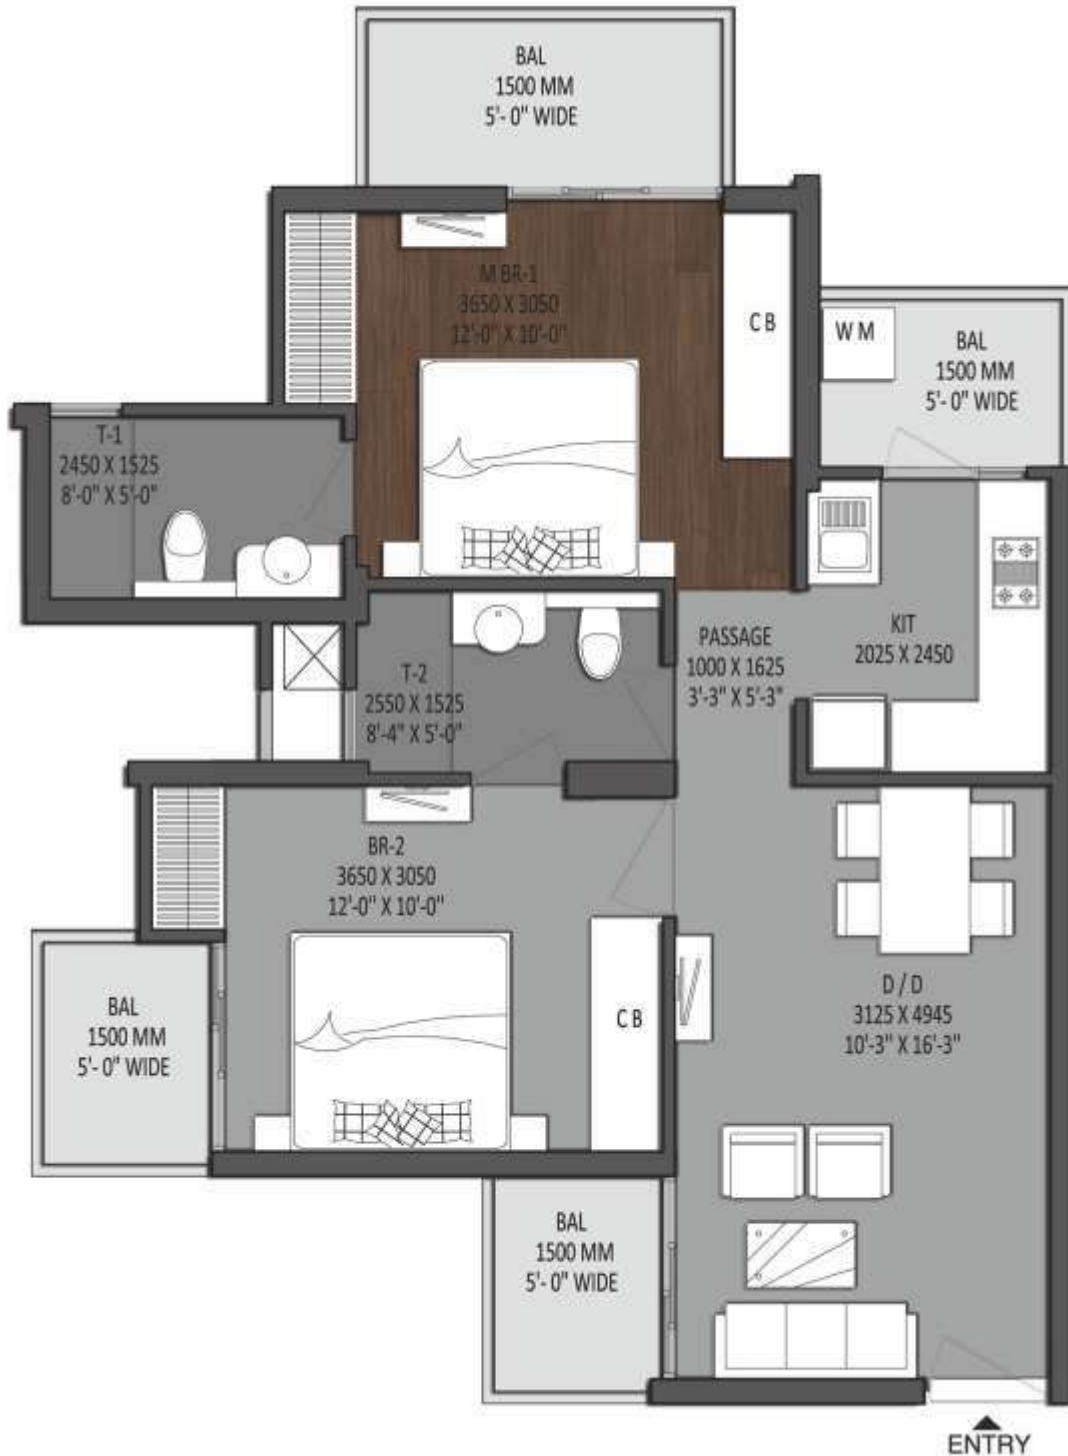 BAL
1500 MM
5'- 0" WIDE
M BR-1
3650 X 3050
12'-0" X 10'-0"
C B
W M
BAL
1500 MM
5'- 0" WIDE
T-1
2450 X 1525
8'-0" X 5'-0"
PASSAGE
1000 X 1625
3'-3" X 5'-3"
KIT
2025 X 2450
T-2
2550 X 1525
8'-4" X 5'-0"
BR-2
3650 X 3050
12'-0" X 10'-0"
C B
D / D
3125 X 4945
10'-3" X 16'-3"
BAL
1500 MM
5'- 0" WIDE
BAL
1500 MM
5'- 0" WIDE
ENTRY